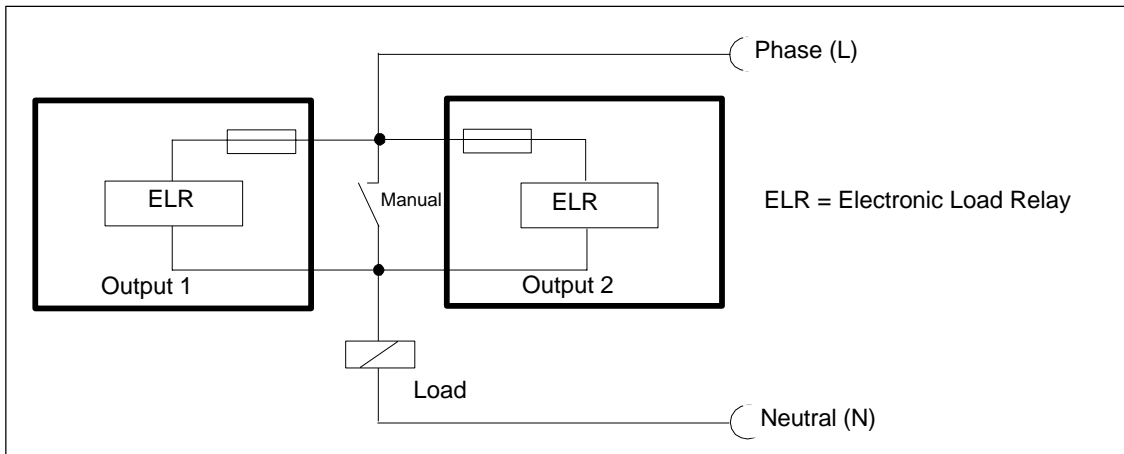 Phase (L)
ELR
Manual
ELR
ELR = Electronic Load Relay
Output 1
Output 2
Load
Neutral (N)